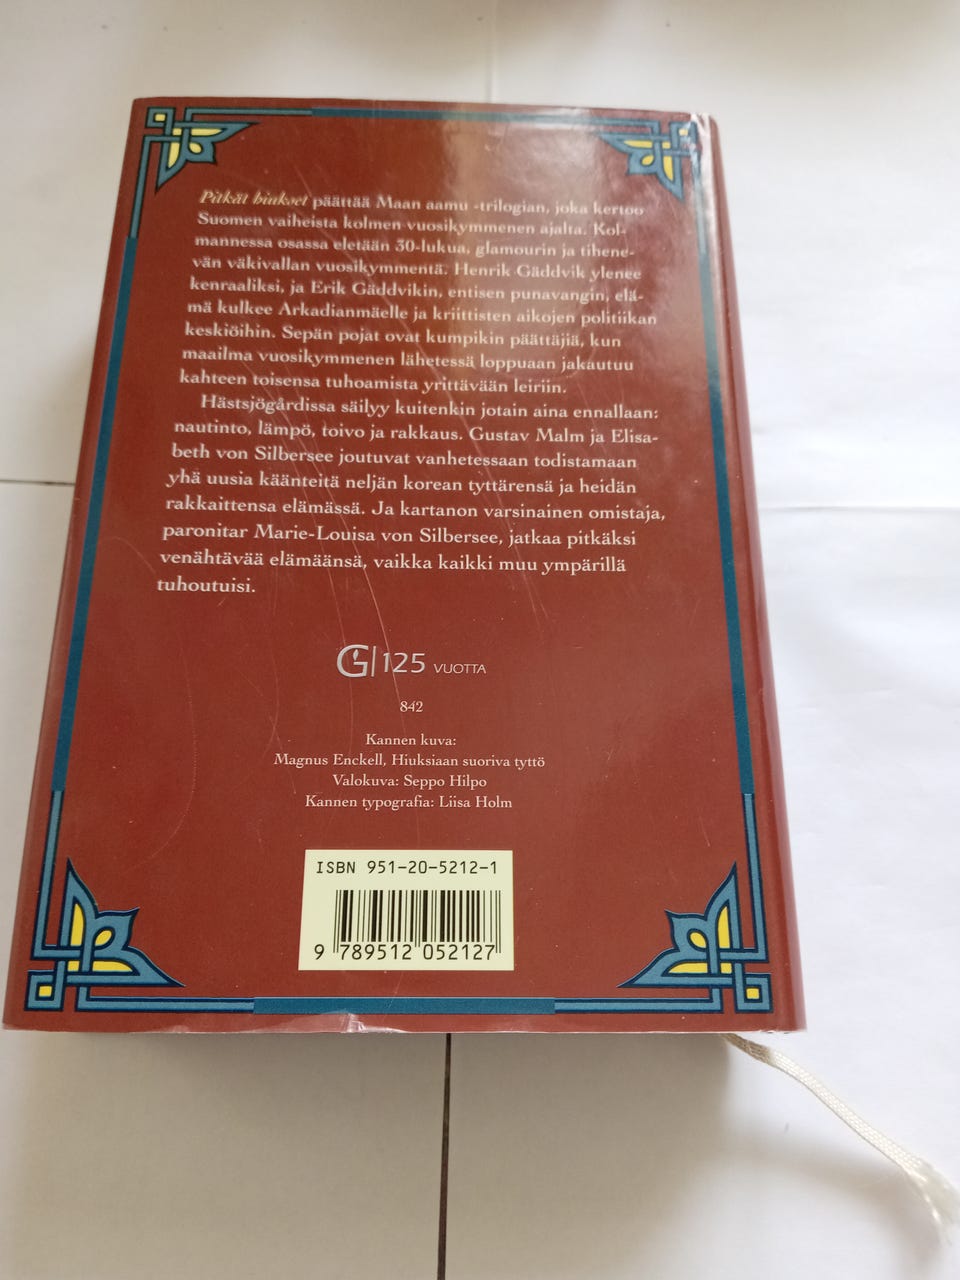 Pitkät hiukset päättää Maan aamu -trilogian, joka kertoo
Suomen vaiheista kolmen vuosikymmenen ajalta. Kol-
mannessa osassa eletään 30-lukua, glamourin ja tihene-
vän väkivallan vuosikymmentä. Henrik Gäddvik ylenee
kenraaliksi, ja Erik Gäddvikin, entisen punavangin, elä-
mä kulkee Arkadianmäelle ja kriittisten aikojen politiikan
keskiöihin. Sepän pojat ovat kumpikin päättäjiä, kun
maailma vuosikymmenen lähetessä loppuaan jakautuu
kahteen toisensa tuhoamista yrittävään leiriin.
Hästsjögårdissa säilyy kuitenkin jotain aina ennallaan:
nautinto, lämpö, toivo ja rakkaus. Gustav Malm ja Elisa-
beth von Silbersee joutuvat vanhetessaan todistamaan
yhä uusia käänteitä neljän korean tyttärensä ja heidän
rakkaittensa elämässä. Ja kartanon varsinainen omistaja,
paronitar Marie-Louisa von Silbersee, jatkaa pitkäksi
venähtävää elämäänsä, vaikka kaikki muu ympärillä
tuhoutuisi.
G 125 VUOTTA
842
Kannen kuva:
Magnus Enckell, Hiuksiaan suoriva tyttö
Valokuva: Seppo Hilpo
Kannen typografia: Liisa Holm
ISBN 951-20-5212-1
9 789512 052127